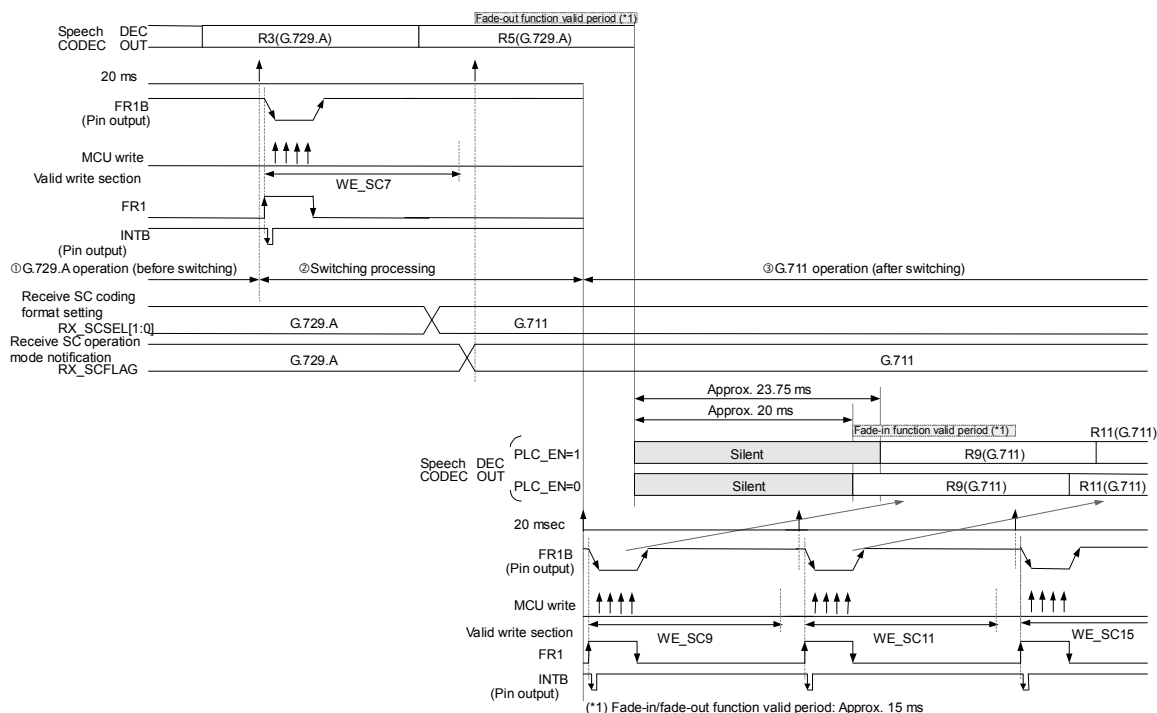 Fade-out function valid period (*1)
Speech CODEC DEC OUT
R3(G.729.A)
R5(G.729.A)
20 ms
FR1B
(Pin output)
MCU write
Valid write section
WE_SC7
FR1
INTB
(Pin output)
①G.729.A operation (before switching)
②Switching processing
③G.711 operation (after switching)
Receive SC coding
format setting
RX_SCSEL[1:0]
G.729.A
G.711
Receive SC operation
mode notification
RX_SCFLAG
G.729.A
G.711
Approx. 23.75 ms
Approx. 20 ms
Fade-in function valid period (*1)
R11(G.711)
Speech CODEC DEC OUT
PLC_EN=1
Silent
R9(G.711)
PLC_EN=0
Silent
R9(G.711)
R11(G.711)
20 msec
FR1B
(Pin output)
MCU write
Valid write section
WE_SC9
WE_SC11
WE_SC15
FR1
INTB
(Pin output)
(*1) Fade-in/fade-out function valid period: Approx. 15 ms